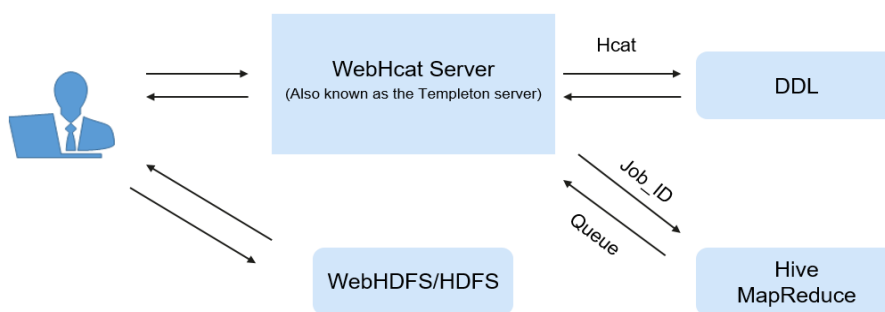 Hcat
WebHcat Server
(Also known as the Templeton server)
DDL
Job_ID
Queue
WebHDFS/HDFS
Hive
MapReduce